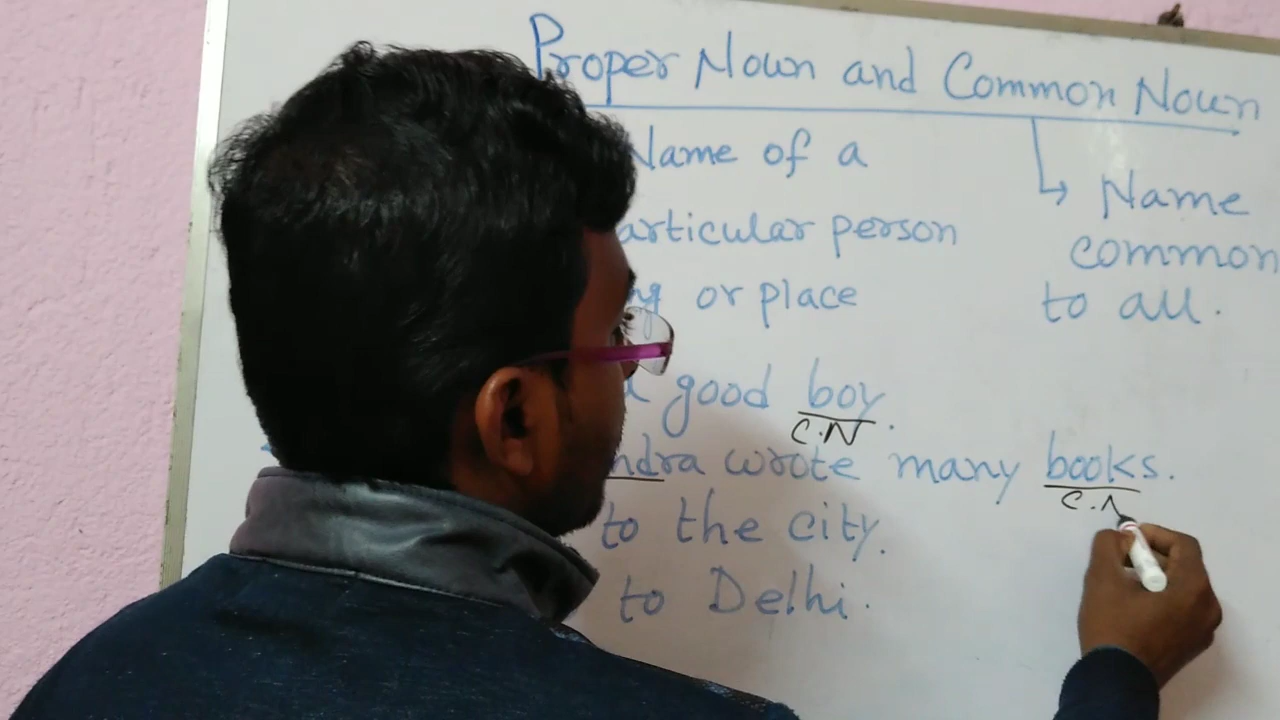 Proper Noun and Common Noun
Name of a
particular person
or place
Name
common
to all.
good boy.
C.N
wrote many books.
C.N
to the city.
to Delhi.